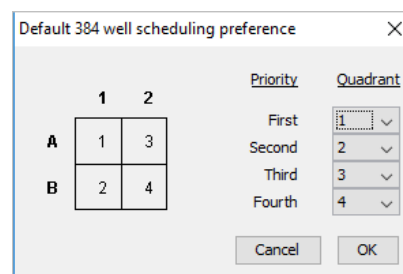 Default 384 well scheduling preference
Priority Quadrant
1 2
First 1
A 1 3
Second 2
Third 3
B 2 4
Fourth 4
Cancel OK